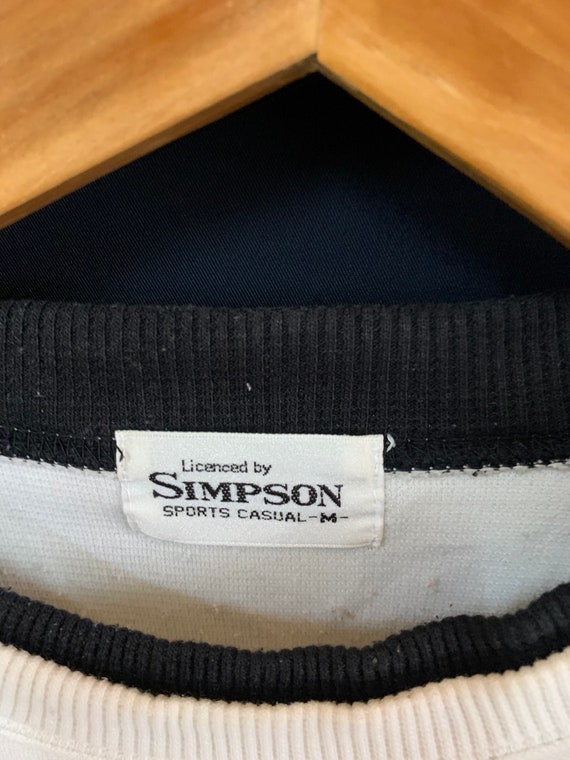 Licenced by
SIMPSON
SPORTS CASUAL-M-